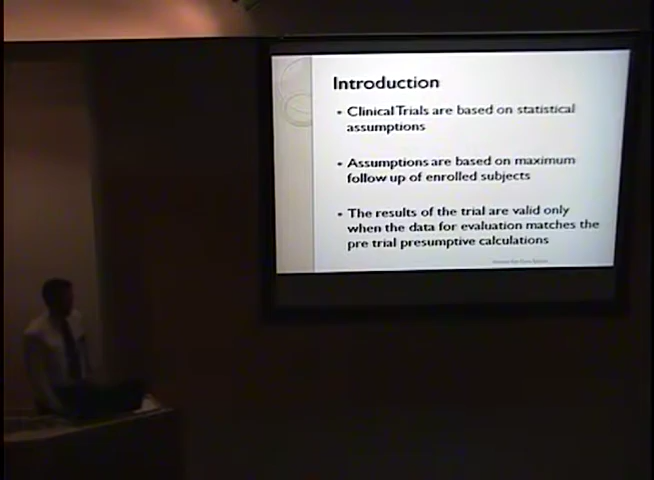 Introduction
• Clinical Trials are based on statistical
assumptions
• Assumptions are based on maximum
follow up of enrolled subjects
• The results of the trial are valid only
when the data for evaluation matches the
pre trial presumptive calculations